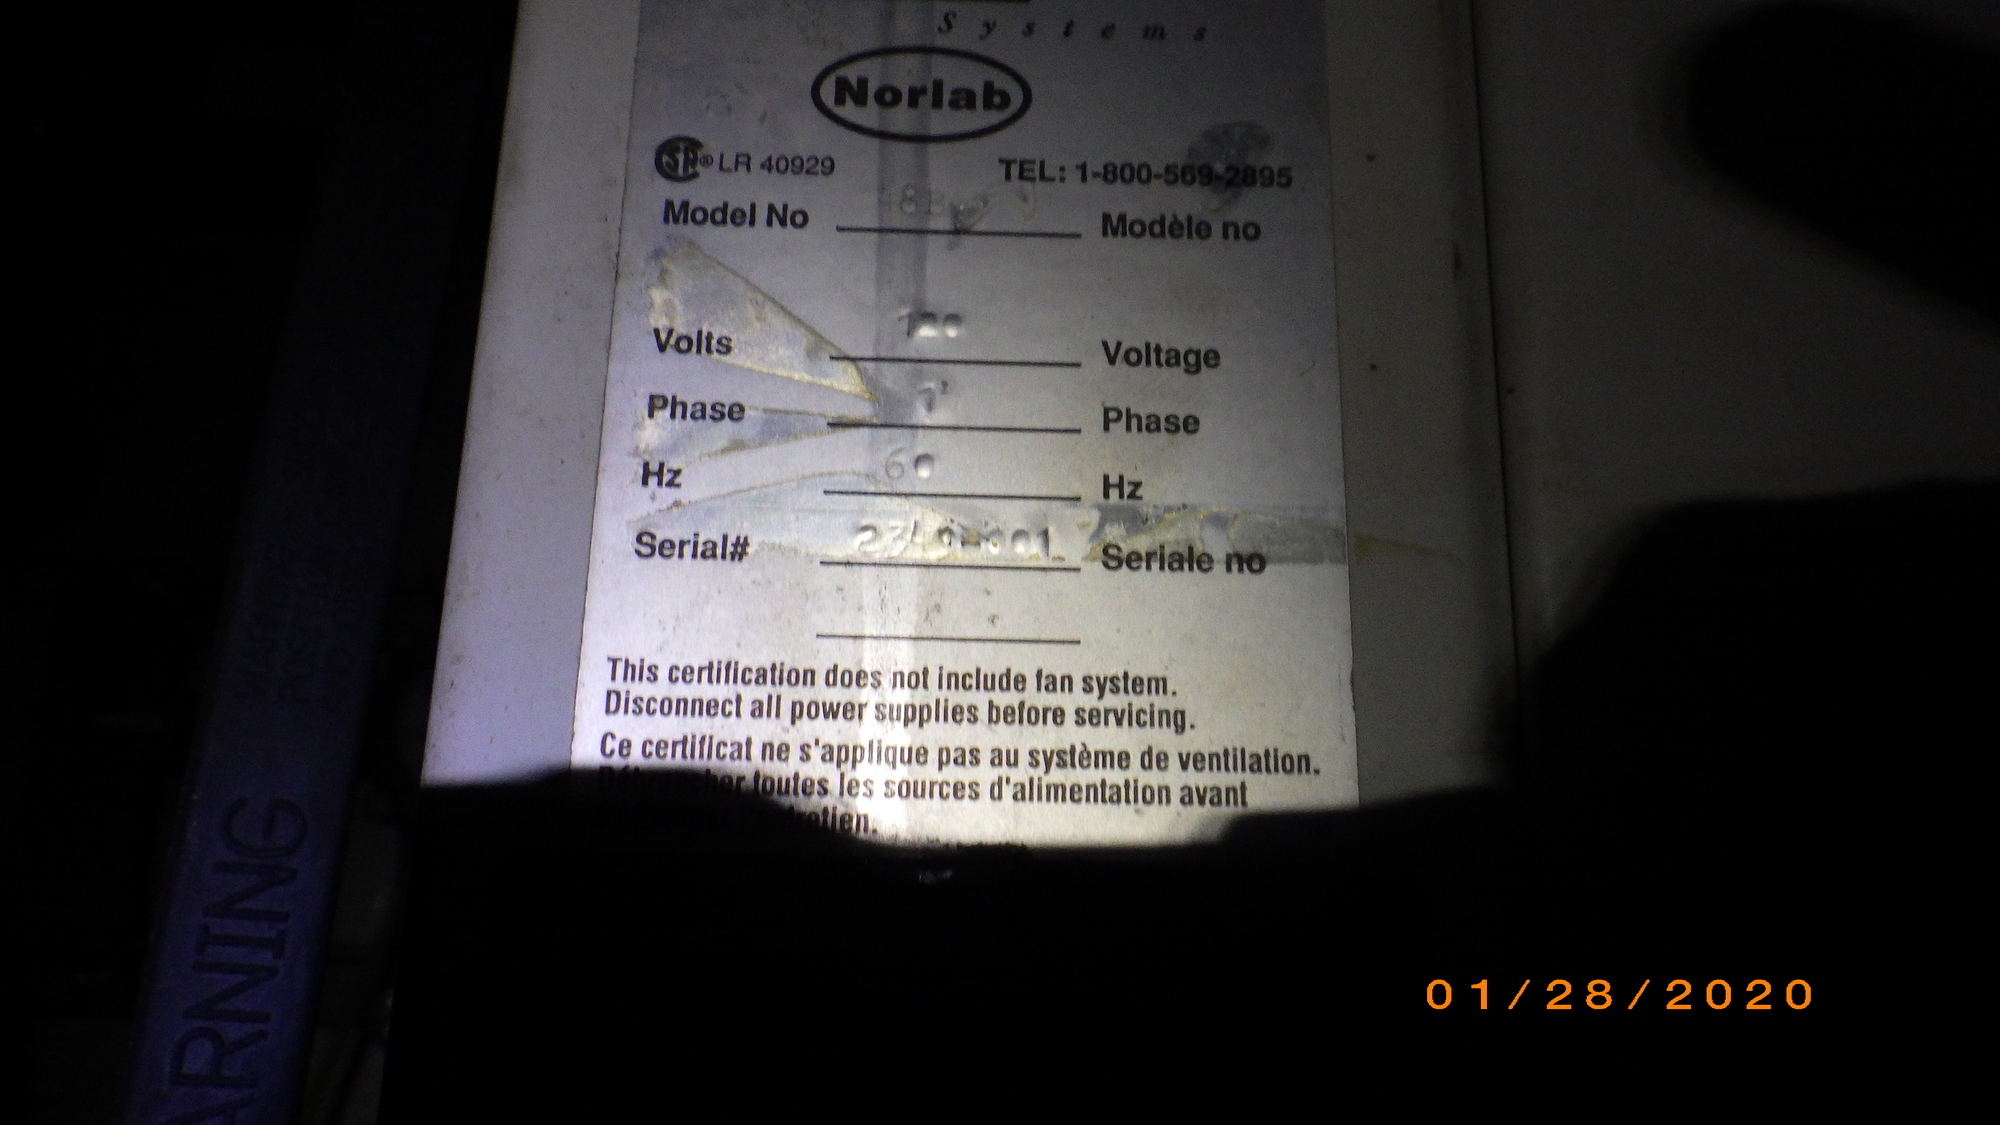 Systems
Norlab
SA® LR 40929 TEL: 1-800-569-2895
Model No Modèle no
Volts 120 Voltage
Phase 1 Phase
Hz 60 Hz
Serial# Seriale no
This certification does not include fan system.
Disconnect all power supplies before servicing.
Ce certificat ne s'applique pas au système de ventilation.
toutes les sources d'alimentation avant
ARNING
01/28/2020